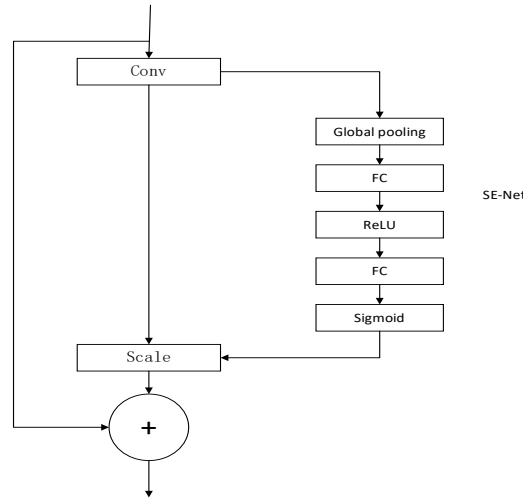 Conv
Global pooling
FC
SE-Net
ReLU
FC
Sigmoid
Scale
+